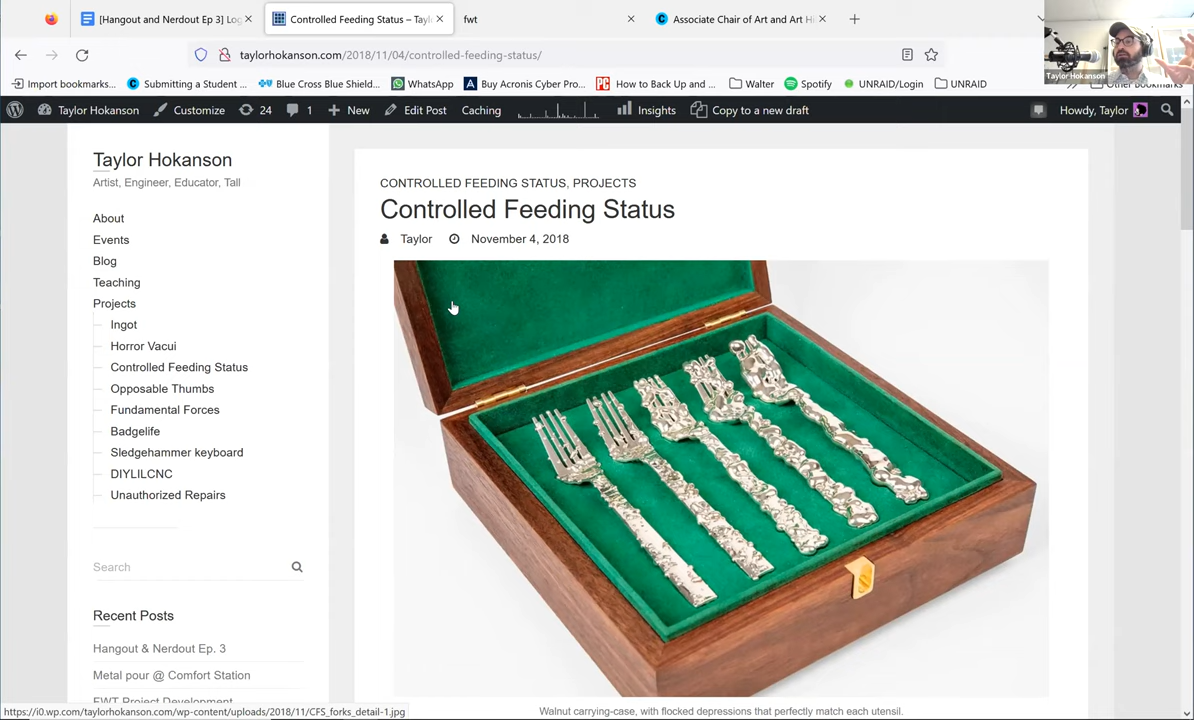 [Hangout and Nerdout Ep 3] Log
Controlled Feeding Status – Tayl
fwt
Associate Chair of Art and Art Hi
taylorhokanson.com/2018/11/04/controlled-feeding-status/
Import bookmarks...
Submitting a Student ...
Blue Cross Blue Shield...
WhatsApp
Buy Acronis Cyber Pro...
How to Back Up and ...
Walter
Spotify
UNRAID/Login
UNRAID
Other Bookmarks
Taylor Hokanson
Taylor Hokanson
Customize
24
1
New
Edit Post
Caching
Insights
Copy to a new draft
Howdy, Taylor
Taylor Hokanson
Artist, Engineer, Educator, Tall
About
Events
Blog
Teaching
Projects
Ingot
Horror Vacui
Controlled Feeding Status
Opposable Thumbs
Fundamental Forces
Badgelife
Sledgehammer keyboard
DIYLILCNC
Unauthorized Repairs
Search
Recent Posts
Hangout & Nerdout Ep. 3
Metal pour @ Comfort Station
FWT Project Development
CONTROLLED FEEDING STATUS, PROJECTS
Controlled Feeding Status
Taylor November 4, 2018
Walnut carrying-case, with flocked depressions that perfectly match each utensil.
https://i0.wp.com/taylorhokanson.com/wp-content/uploads/2018/11/CFS_forks_detail-1.jpg